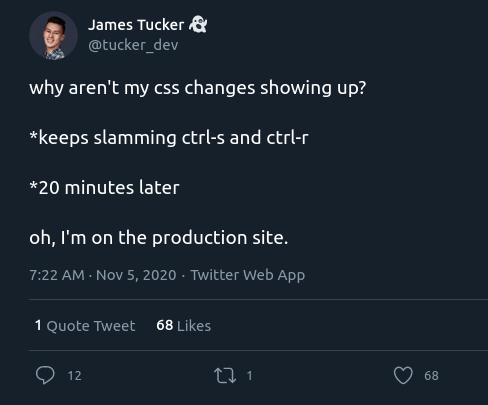 James Tucker 👻
@tucker_dev
why aren't my css changes showing up?
*keeps slamming ctrl-s and ctrl-r
*20 minutes later
oh, I'm on the production site.
7:22 AM · Nov 5, 2020 · Twitter Web App
1 Quote Tweet 68 Likes
12 1 68